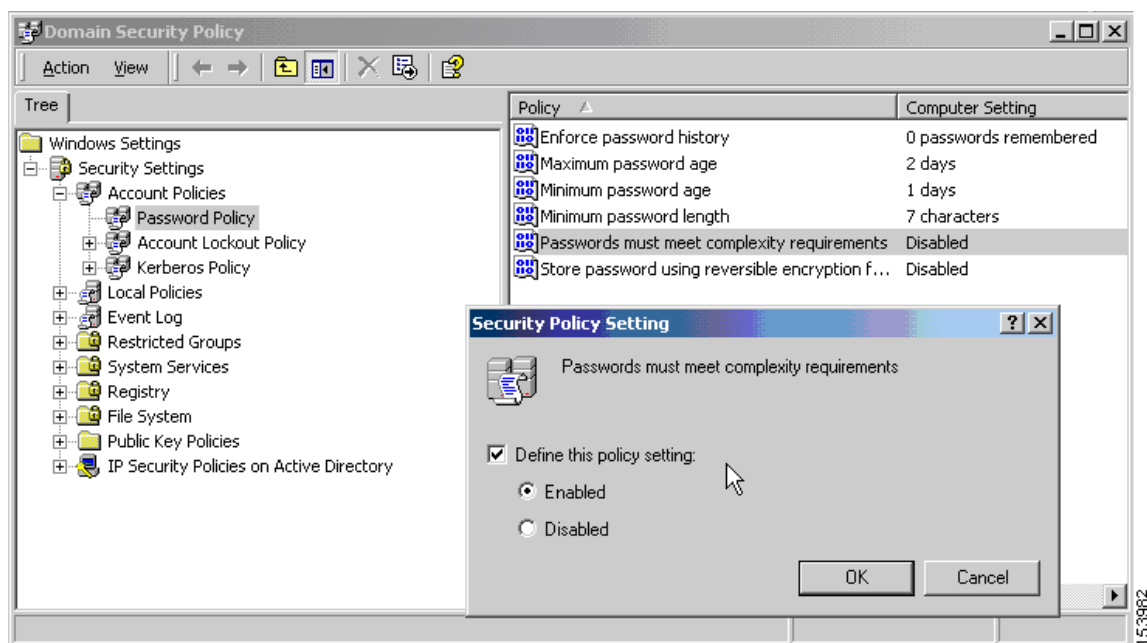 Domain Security Policy
Action View
Tree
Policy Computer Setting
Windows Settings
Security Settings
Account Policies
Password Policy
Account Lockout Policy
Kerberos Policy
Local Policies
Event Log
Restricted Groups
System Services
Registry
File System
Public Key Policies
IP Security Policies on Active Directory
Enforce password history 0 passwords remembered
Maximum password age 2 days
Minimum password age 1 days
Minimum password length 7 characters
Passwords must meet complexity requirements Disabled
Store password using reversible encryption f... Disabled
Security Policy Setting
Passwords must meet complexity requirements
Define this policy setting:
Enabled
Disabled
OK Cancel
153982